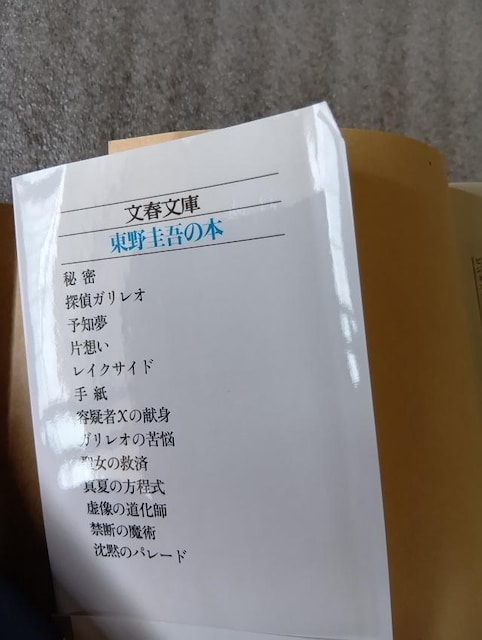 文春文庫
東野圭吾の本
秘密
探偵ガリレオ
予知夢
片想い
レイクサイド
手紙
容疑者Xの献身
ガリレオの苦悩
聖女の救済
真夏の方程式
虚像の道化師
禁断の魔術
沈黙のパレード